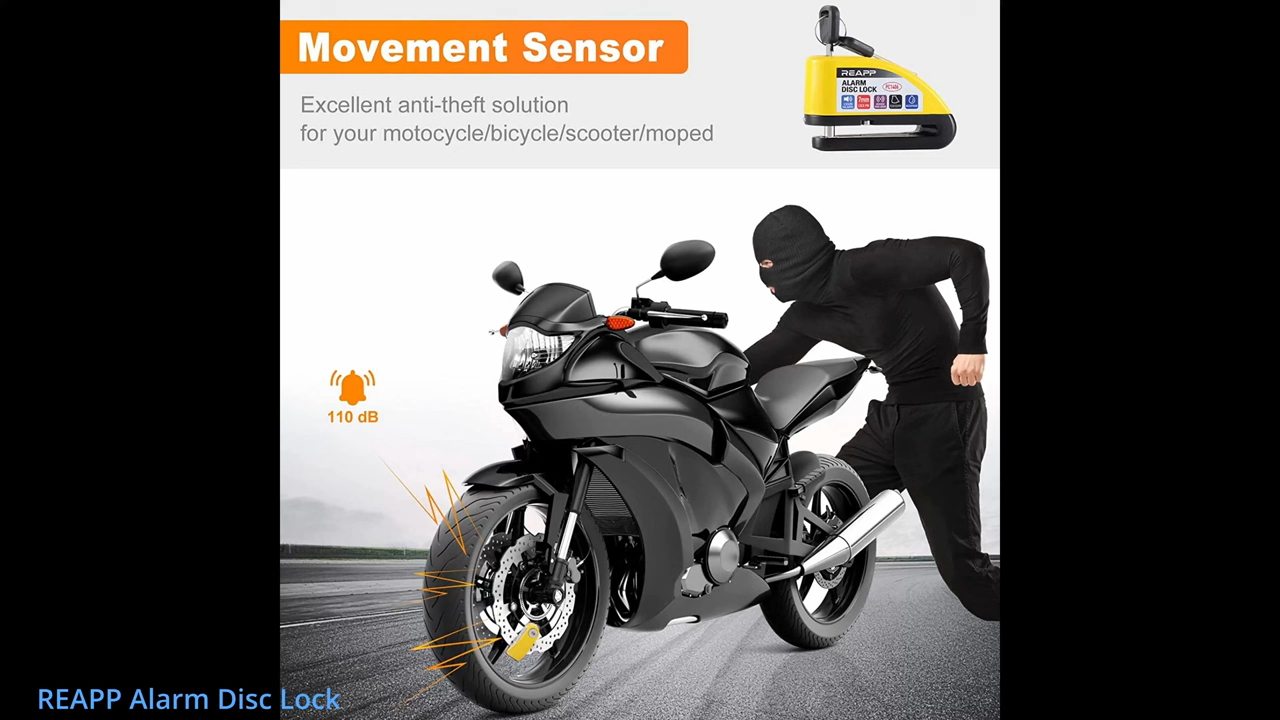 Movement Sensor
Excellent anti-theft solution
for your motocycle/bicycle/scooter/moped
REAPP
ALARM
DISC LOCK
110 dB
REAPP Alarm Disc Lock